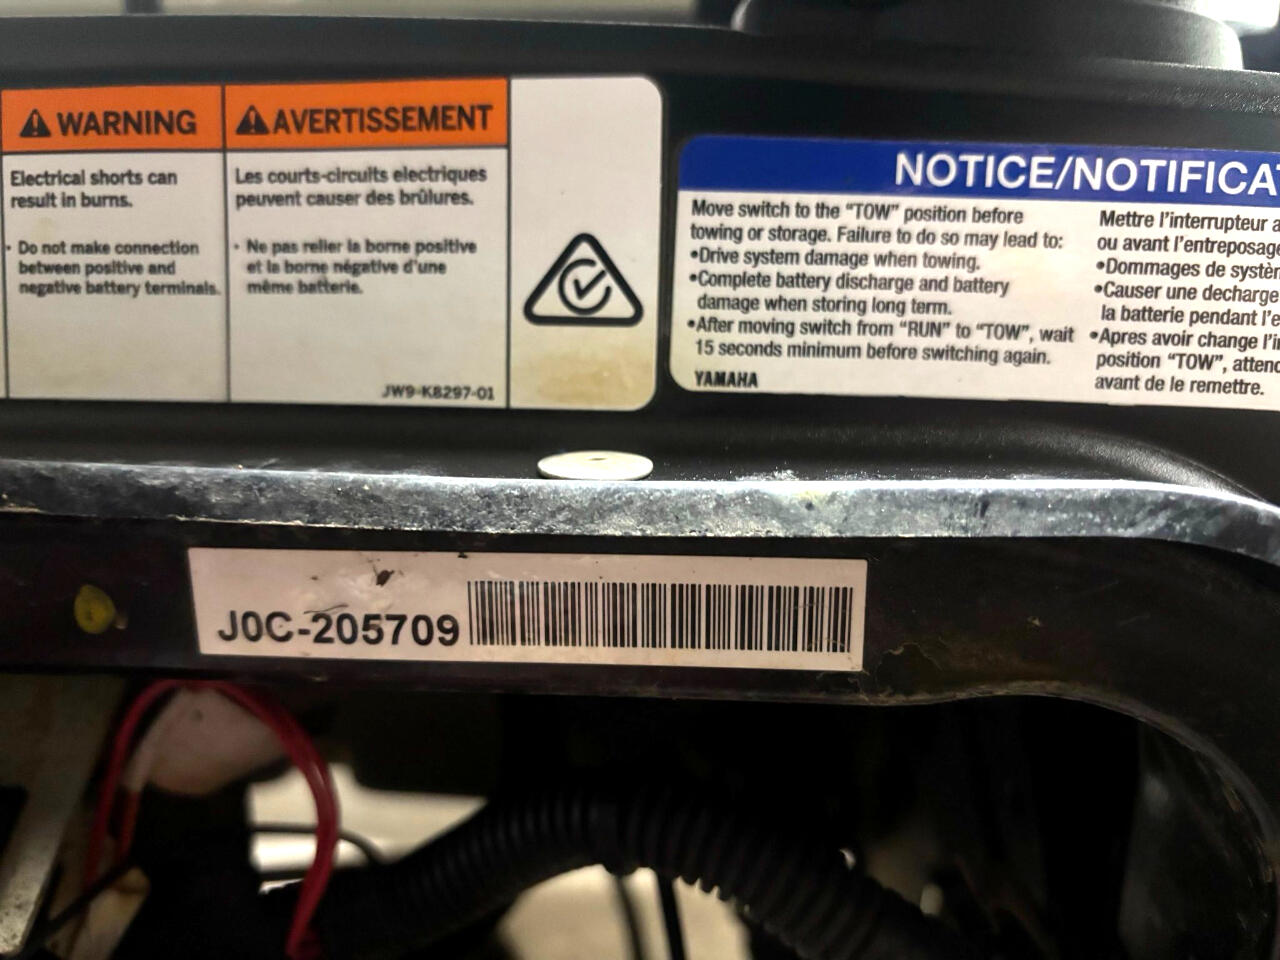 WARNING
Electrical shorts can
result in burns.
• Do not make connection
between positive and
negative battery terminals.
AVERTISSEMENT
Les courts-circuits electriques
peuvent causer des brûlures.
• Ne pas relier la borne positive
et la borne négative d'une
même batterie.
JW9-K8297-01
NOTICE/NOTIFICAT
Move switch to the "TOW" position before
towing or storage. Failure to do so may lead to:
•Drive system damage when towing.
•Complete battery discharge and battery
damage when storing long term.
•After moving switch from "RUN" to "TOW", wait
15 seconds minimum before switching again.
YAMAHA
Mettre l'interrupteur a
ou avant l'entreposage
•Dommages de systèm
•Causer une decharge
la batterie pendant l'e
•Apres avoir change l'in
position "TOW", attend
avant de le remettre.
J0C-205709